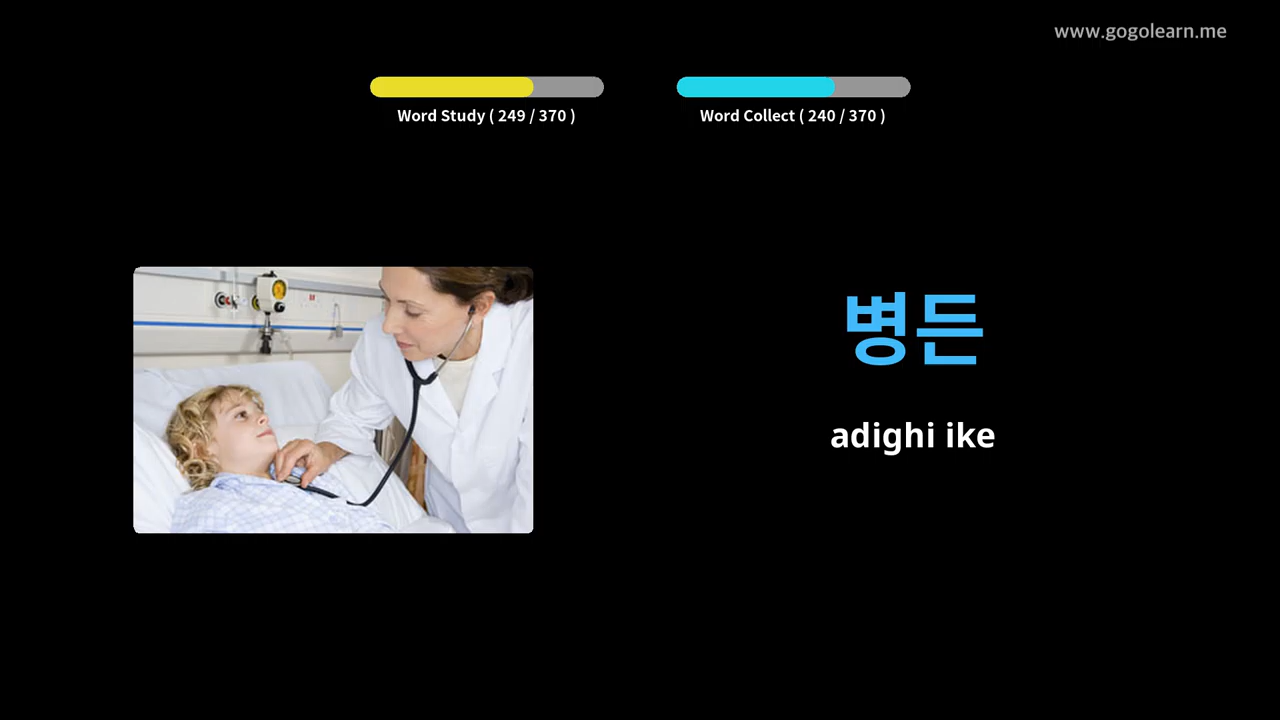 www.gogolearn.me
Word Study ( 249 / 370 )
Word Collect ( 240 / 370 )
병든
adighi ike